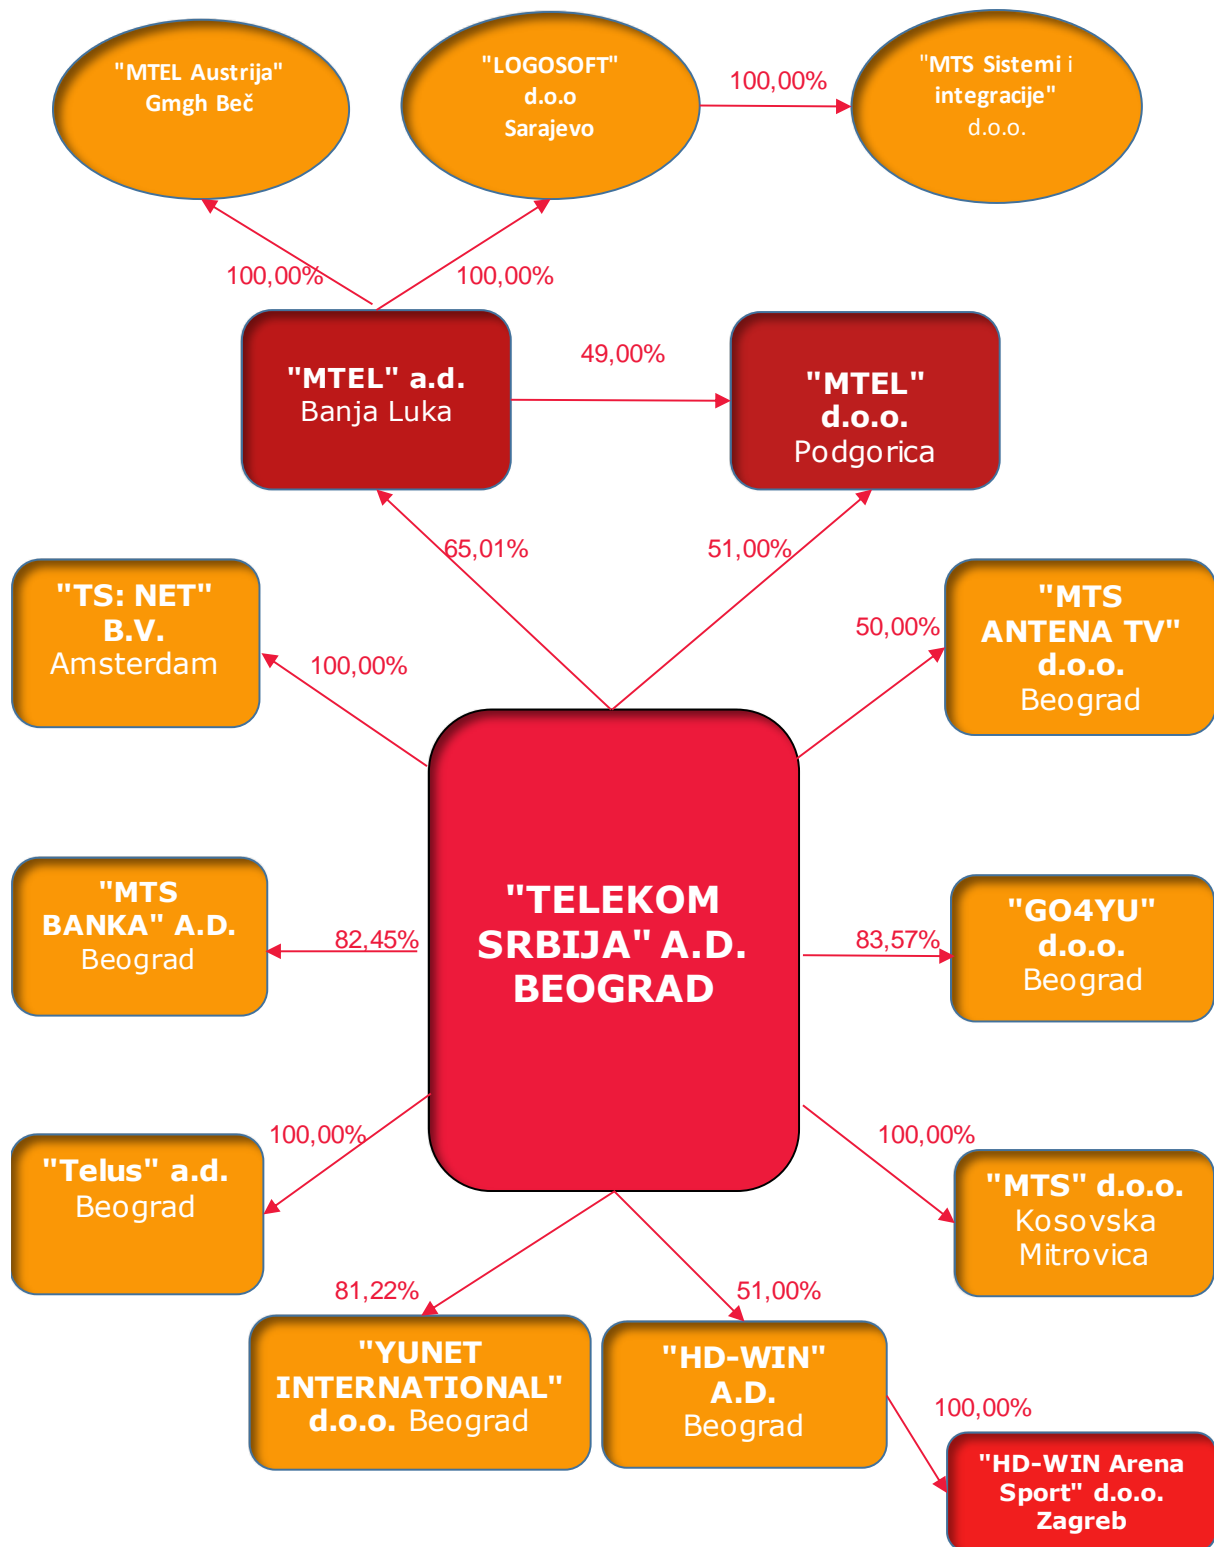 "MTEL Austrija"
Gmgh Beč
"LOGOSOFT"
d.o.o
Sarajevo
100,00%
"MTS Sistemi i
integracije"
d.o.o.
100,00%
100,00%
"MTEL" a.d.
Banja Luka
49,00%
"MTEL"
d.o.o.
Podgorica
65,01%
51,00%
"TS: NET"
B.V.
Amsterdam
100,00%
50,00%
"MTS
ANTENA TV"
d.o.o.
Beograd
"MTS
BANKA" A.D.
Beograd
82,45%
"TELEKOM
SRBIJA" A.D.
BEOGRAD
83,57%
"GO4YU"
d.o.o.
Beograd
"Telus" a.d.
Beograd
100,00%
100,00%
"MTS" d.o.o.
Kosovska
Mitrovica
81,22%
51,00%
"YUNET
INTERNATIONAL"
d.o.o. Beograd
"HD-WIN"
A.D.
Beograd
100,00%
"HD-WIN Arena
Sport" d.o.o.
Zagreb